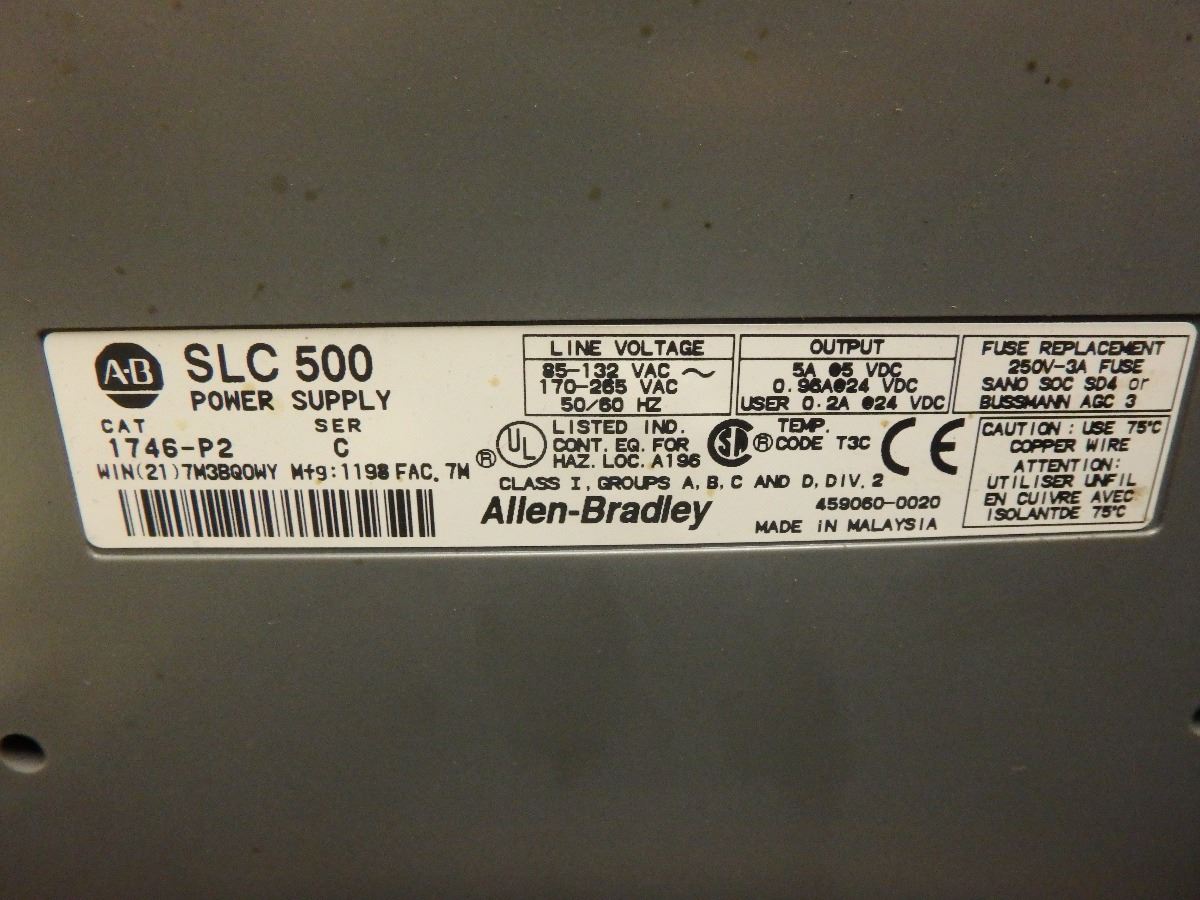 A·B
SLC 500
POWER SUPPLY
CAT SER
1746-P2 C
WIN(21)7M3BQ0WY Mfg:1198 FAC. 7M
LINE VOLTAGE
85-132 VAC ~
170-265 VAC
50/60 HZ
OUTPUT
5A @5 VDC
0.96A@24 VDC
USER 0.2A @24 VDC
FUSE REPLACEMENT
250V-3A FUSE
SANO SOC SD4 or
BUSSMANN AGC 3
® UL
LISTED IND.
CONT. EQ. FOR
HAZ. LOC. A196
SA ®
TEMP.
CODE T3C
CE
CLASS I, GROUPS A, B, C AND D, DIV. 2
Allen-Bradley
459060-0020
MADE iN MALAYSIA
CAUTION : USE 75°C
COPPER WIRE
ATTENTION:
UTILISER UNFIL
EN CUIVRE AVEC
ISOLANTDE 75°C